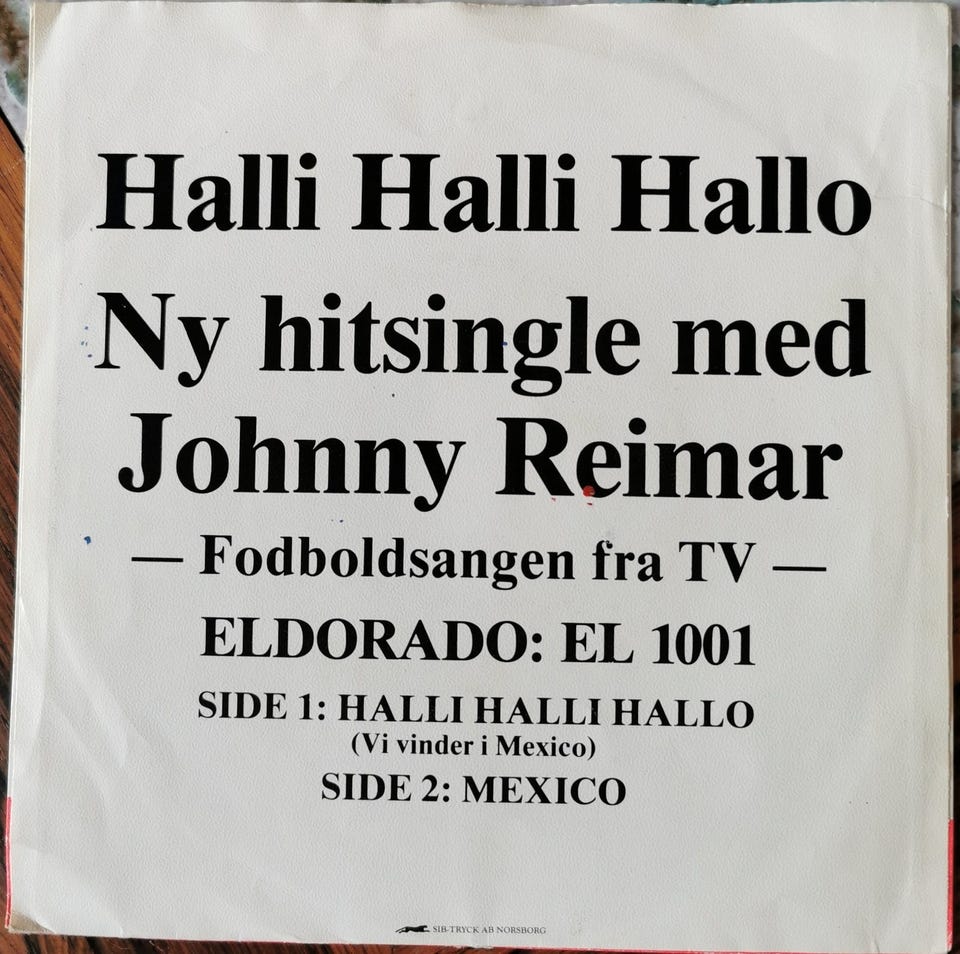 Halli Halli Hallo
Ny hitsingle med
Johnny Reimar
— Fodboldsangen fra TV —
ELDORADO: EL 1001
SIDE 1: HALLI HALLI HALLO
(Vi vinder i Mexico)
SIDE 2: MEXICO
SIB-TRYCK AB NORSBORG